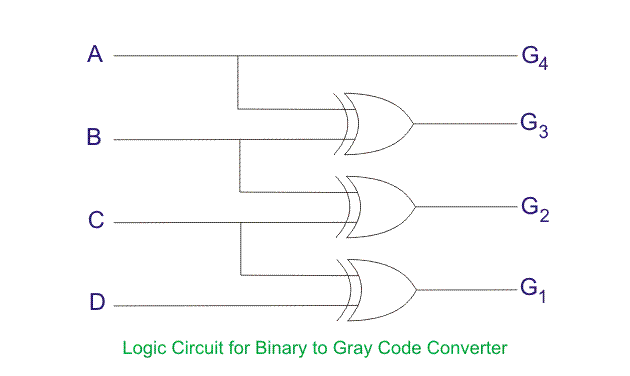 A G₄
G₃
B
G₂
C
G₁
D
Logic Circuit for Binary to Gray Code Converter